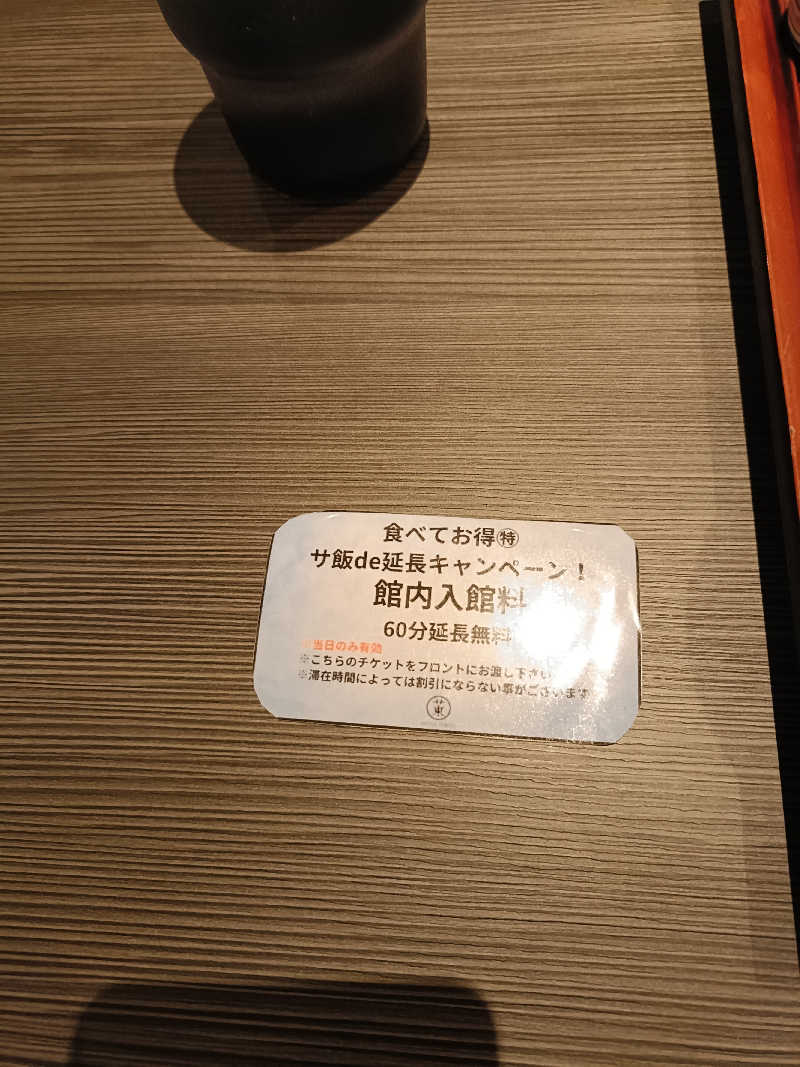 食べてお得㊕
サ飯de延長キャンペーン!
館内入館料
60分延長無料
※当日のみ有効
※こちらのチケットをフロントにお渡し下さい
※滞在時間によっては割引にならない事がございます